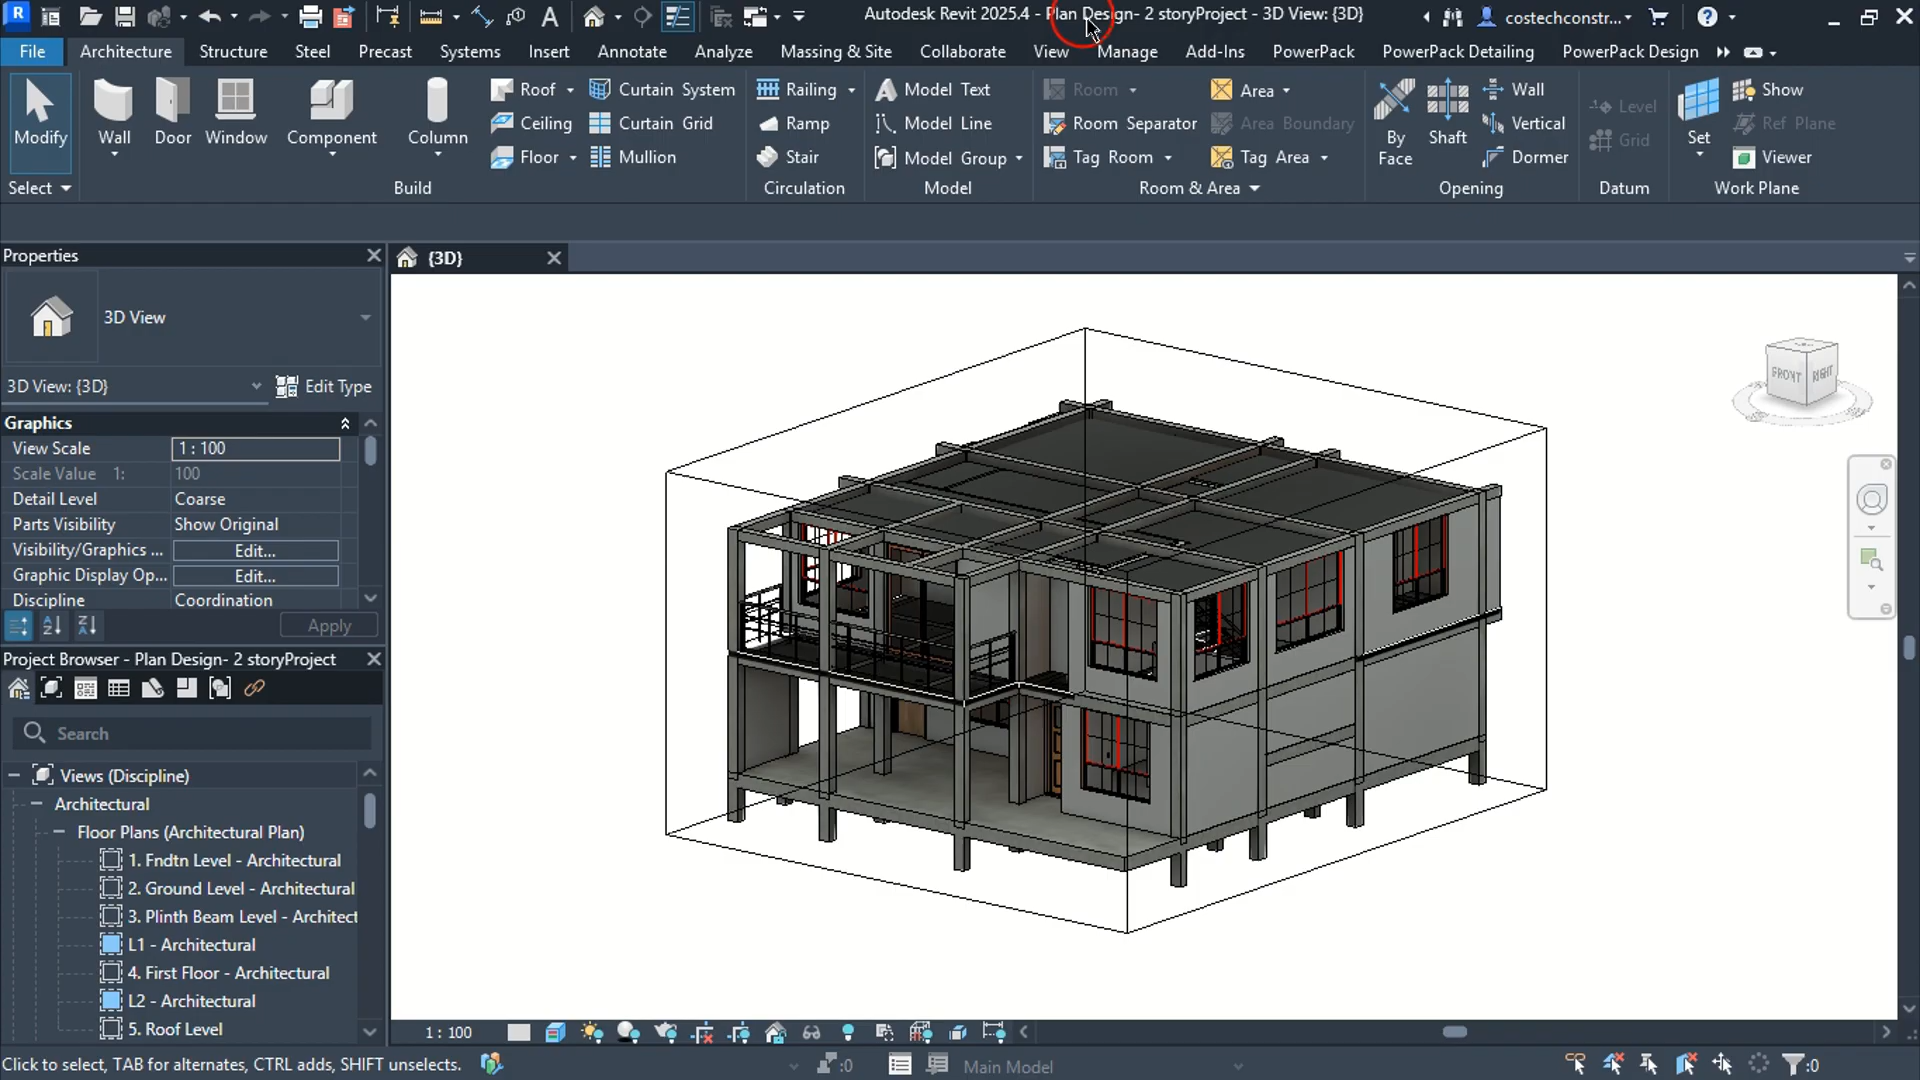 Autodesk Revit 2025.4 - Plan Design- 2 storyProject - 3D View: {3D}
costechconstr...
File
Architecture
Structure
Steel
Precast
Systems
Insert
Annotate
Analyze
Massing & Site
Collaborate
View
Manage
Add-Ins
PowerPack
PowerPack Detailing
PowerPack Design
Modify
Wall
Door
Window
Component
Column
Roof
Ceiling
Floor
Curtain System
Curtain Grid
Mullion
Railing
Ramp
Stair
Model Text
Model Line
Model Group
Room
Room Separator
Tag Room
Area
Area Boundary
Tag Area
By Face
Shaft
Wall
Vertical
Dormer
Level
Grid
Set
Show
Ref Plane
Viewer
Select
Build
Circulation
Model
Room & Area
Opening
Datum
Work Plane
Properties
{3D}
3D View
3D View: {3D}
Edit Type
Graphics
View Scale
1 : 100
Scale Value 1:
100
Detail Level
Coarse
Parts Visibility
Show Original
Visibility/Graphics ...
Edit...
Graphic Display Op...
Edit...
Discipline
Coordination
Apply
Project Browser - Plan Design- 2 storyProject
Search
Views (Discipline)
Architectural
Floor Plans (Architectural Plan)
1. Fndtn Level - Architectural
2. Ground Level - Architectural
3. Plinth Beam Level - Architect
L1 - Architectural
4. First Floor - Architectural
L2 - Architectural
5. Roof Level
FRONT
RIGHT
1 : 100
Click to select, TAB for alternates, CTRL adds, SHIFT unselects.
:0
Main Model
:0